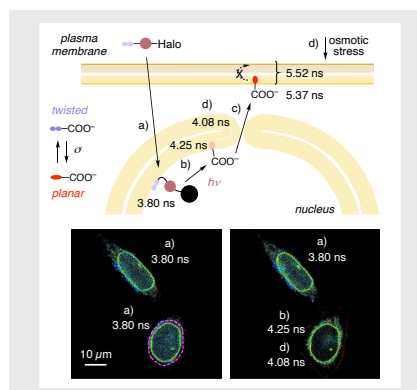 plasma
membrane
Halo
d) osmotic
stress
X
5.52 ns
COO⁻ 5.37 ns
twisted
COO⁻
σ
COO⁻
planar
a)
d)
4.08 ns
c)
4.25 ns
COO⁻
b)
hν
3.80 ns
nucleus
a)
3.80 ns
a)
3.80 ns
10 µm
a)
3.80 ns
b)
4.25 ns
d)
4.08 ns